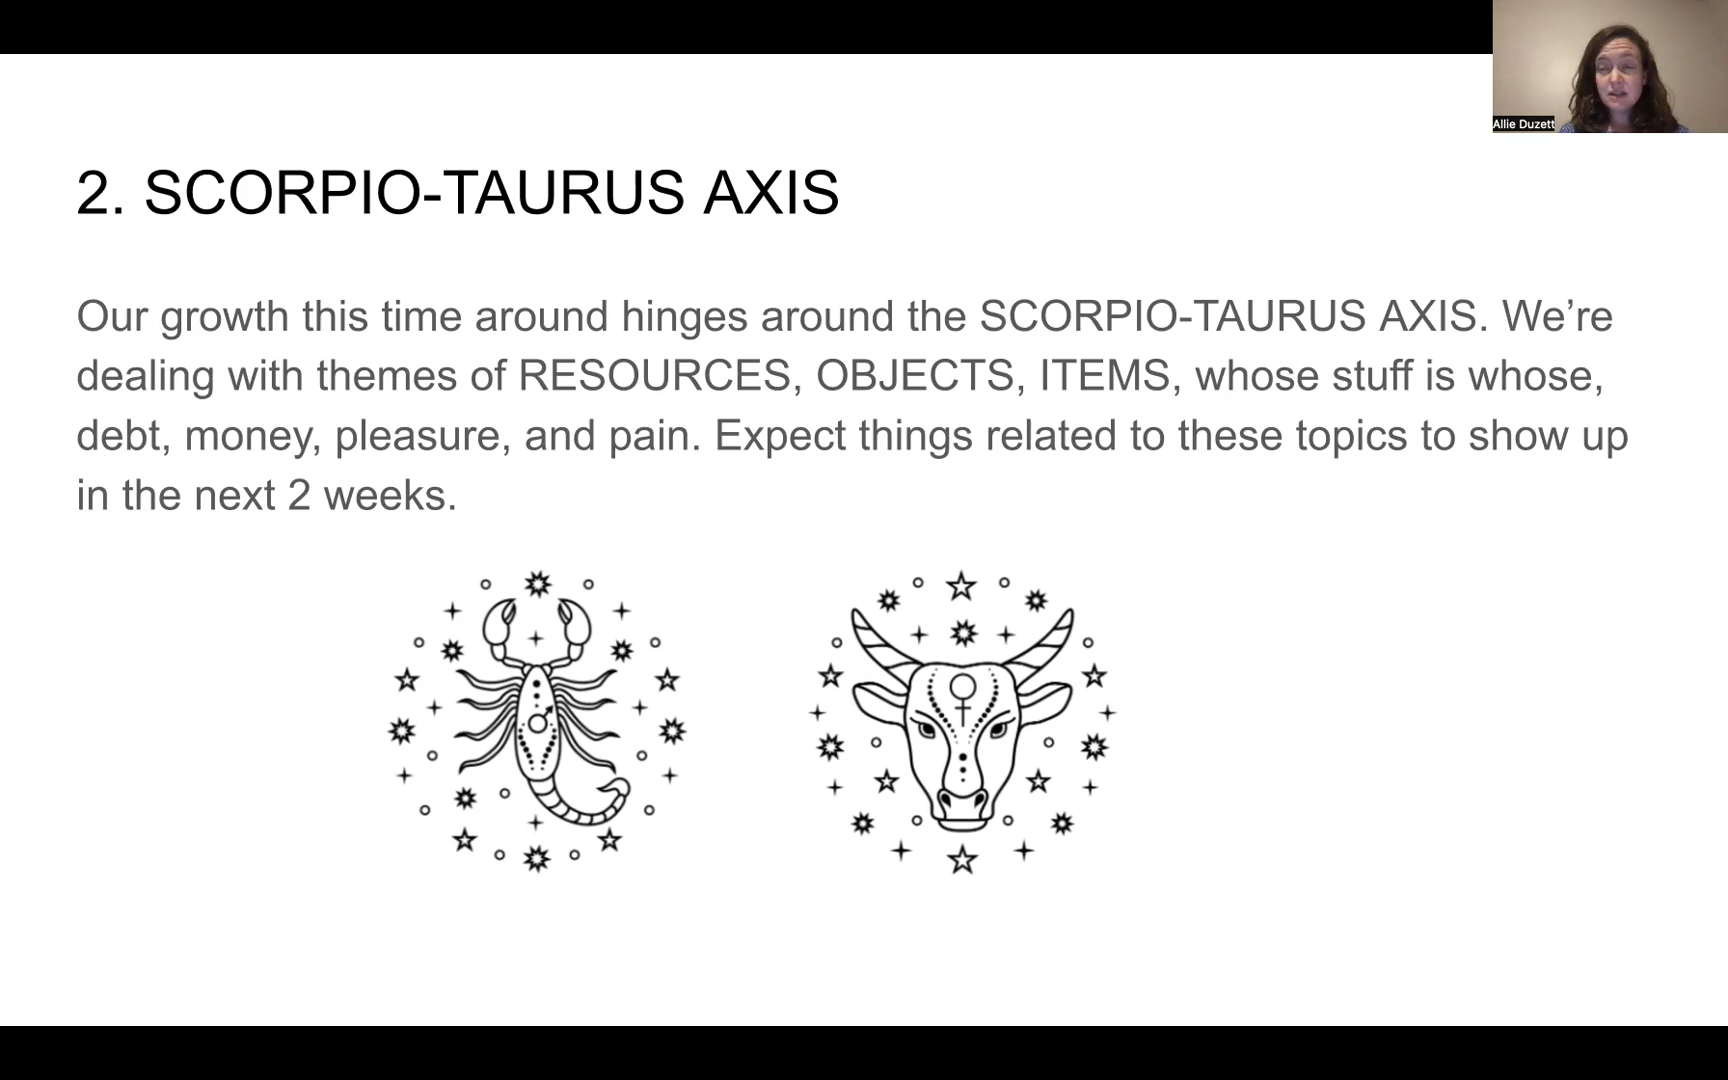 Allie Duzett
2. SCORPIO-TAURUS AXIS
Our growth this time around hinges around the SCORPIO-TAURUS AXIS. We’re
dealing with themes of RESOURCES, OBJECTS, ITEMS, whose stuff is whose,
debt, money, pleasure, and pain. Expect things related to these topics to show up
in the next 2 weeks.